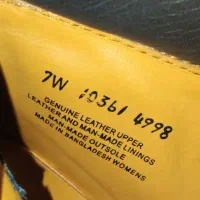 7W 10361 4998
GENUINE LEATHER UPPER
LEATHER AND MAN-MADE LININGS
MAN-MADE OUTSOLE
MADE IN BANGLADESH WOMENS